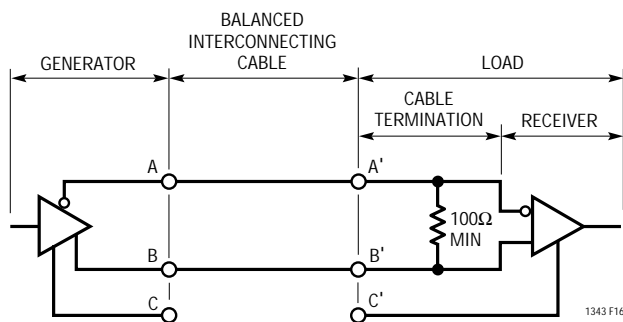 BALANCED
INTERCONNECTING
CABLE
GENERATOR
LOAD
CABLE
TERMINATION
RECEIVER
A
A'
100Ω
MIN
B
B'
C
C'
1343 F16